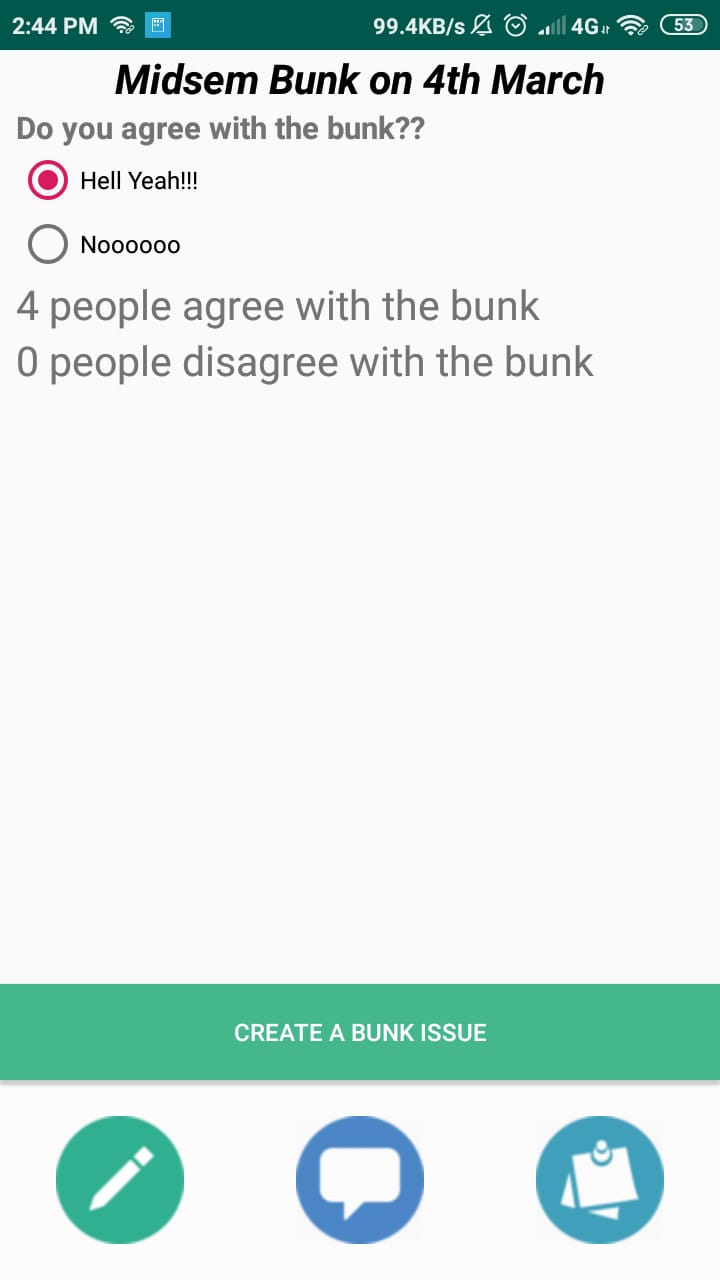 2:44 PM 99.4KB/s 4G 53
Midsem Bunk on 4th March
Do you agree with the bunk??
Hell Yeah!!!
Noooooo
4 people agree with the bunk
0 people disagree with the bunk
CREATE A BUNK ISSUE